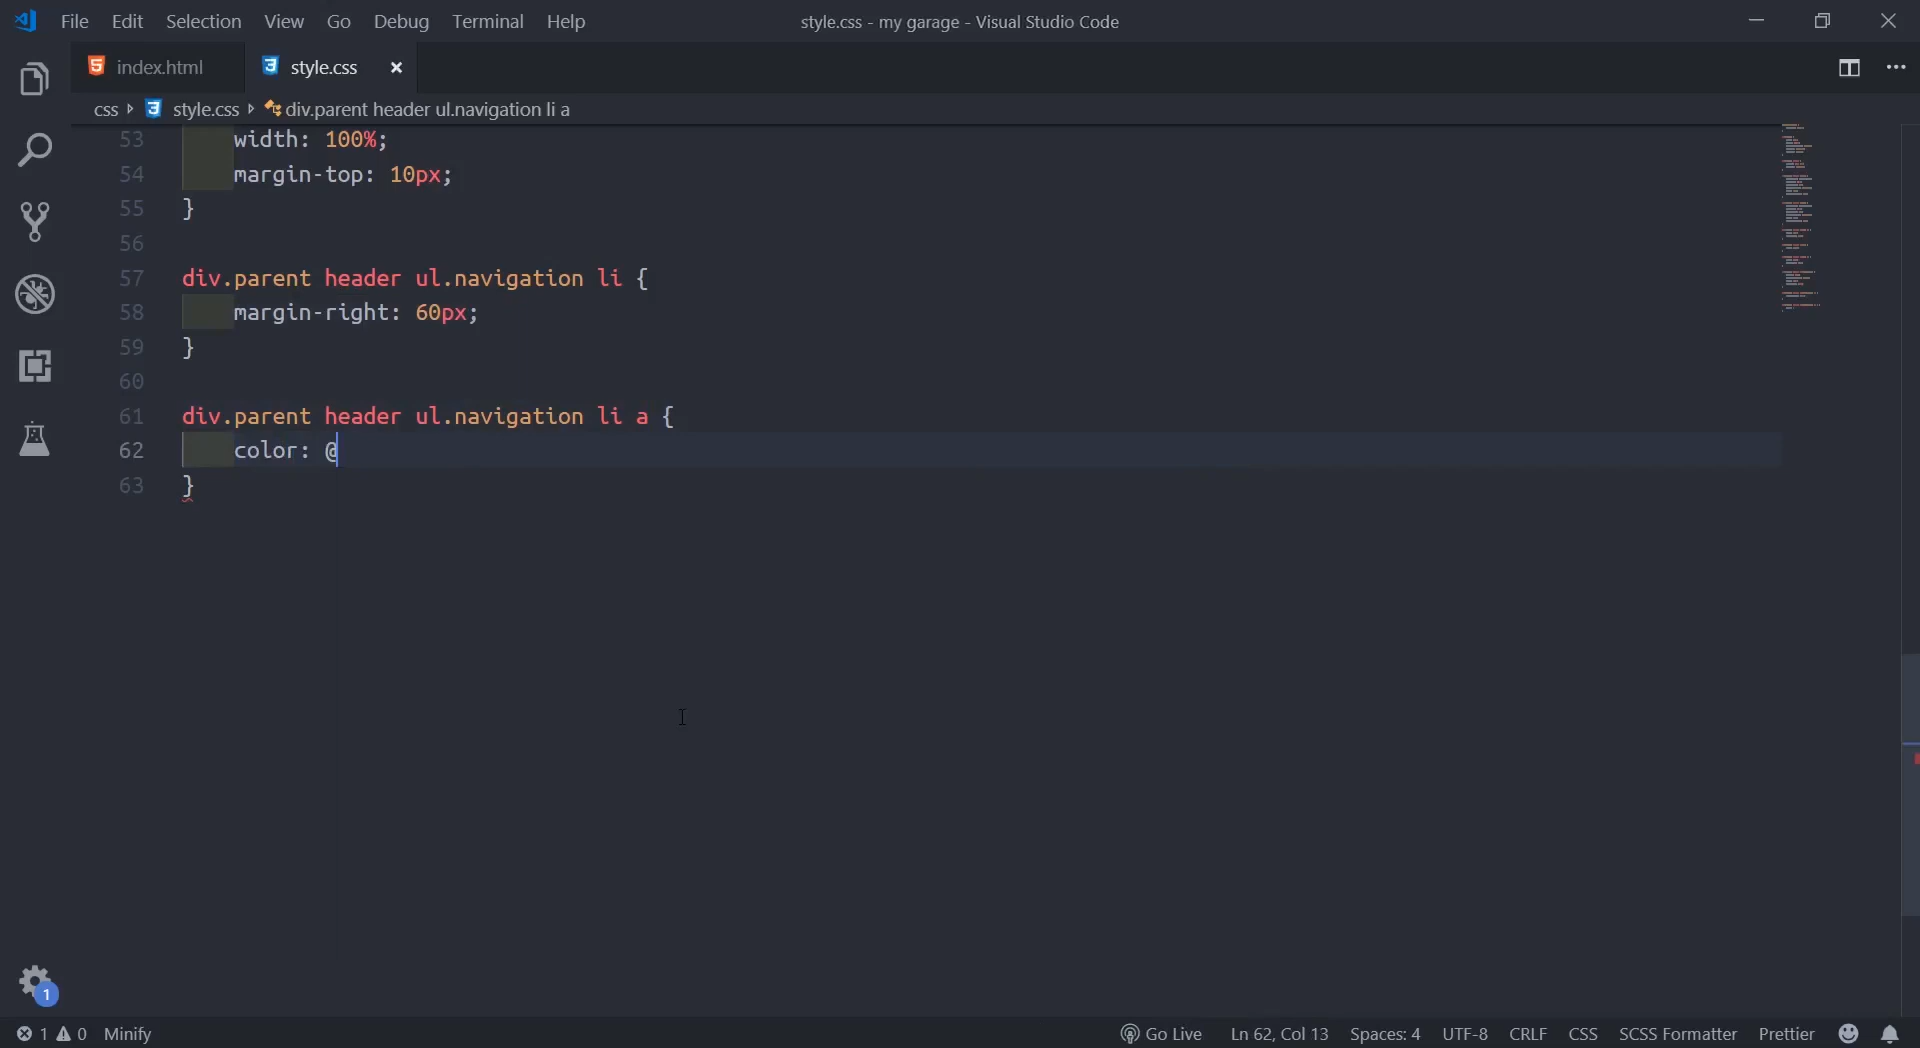 File Edit Selection View Go Debug Terminal Help style.css - my garage - Visual Studio Code
index.html style.css
css style.css div.parent header ul.navigation li a
53 width: 100%;
54 margin-top: 10px;
55 }
56
57 div.parent header ul.navigation li {
58 margin-right: 60px;
59 }
60
61 div.parent header ul.navigation li a {
62 color: @
63 }
1
1 0 Minify Go Live Ln 62, Col 13 Spaces: 4 UTF-8 CRLF CSS SCSS Formatter Prettier